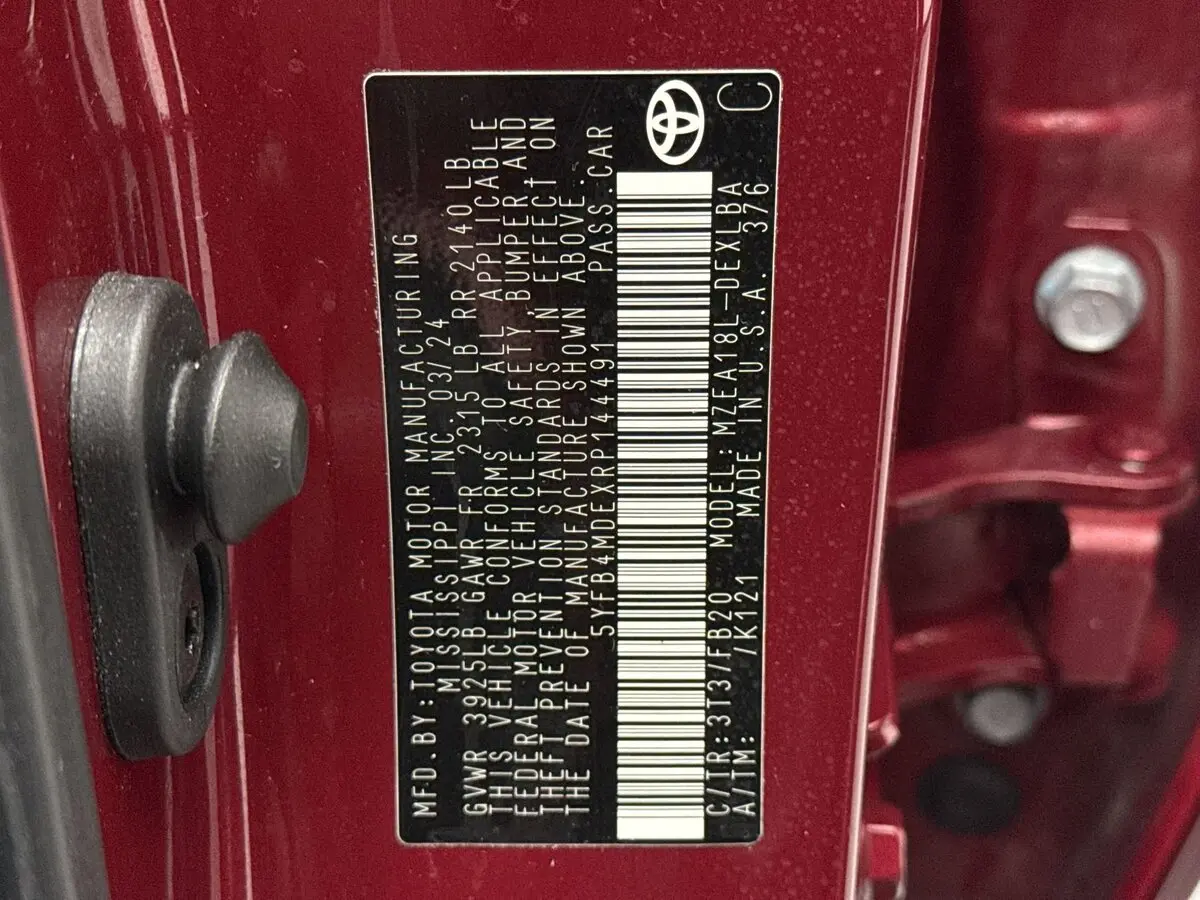 MFD.BY:TOYOTA MOTOR MANUFACTURING
MISSISSIPPI INC. 03/24
GVWR 3925LB GAWR FR 2315 LB RR 2140LB
THIS VEHICLE CONFORMS TO ALL APPLICABLE
FEDERAL MOTOR VEHICLE SAFETY,BUMPER,AND
THEFT PREVENTION STANDARDS IN EFFECT ON
THE DATE OF MANUFACTURE SHOWN ABOVE.
5YFB4MDEXRP144491 PASS.CAR
C/TR:3T3/FB20 MODEL:MZEA18L-DEXLBA
A/TM: /K121 MADE IN U.S.A. 376
C